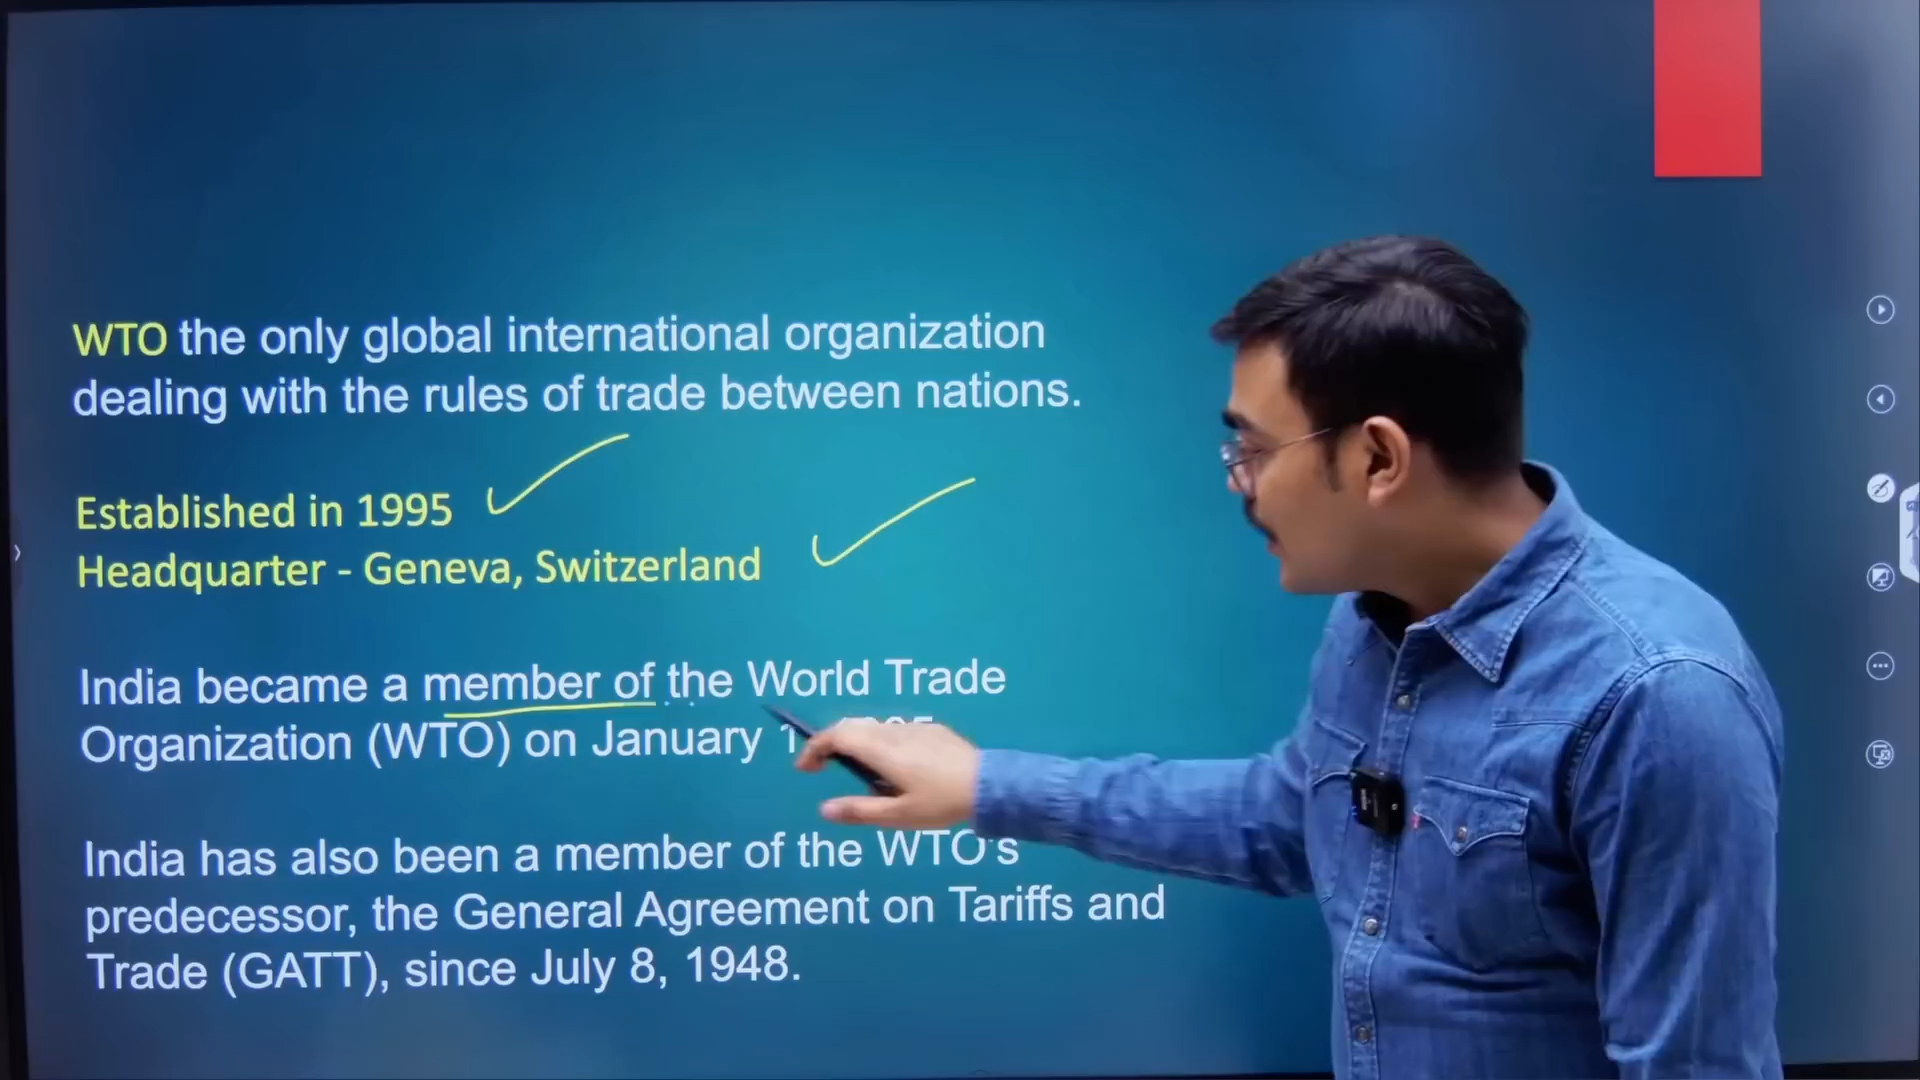 WTO the only global international organization
dealing with the rules of trade between nations.
Established in 1995
Headquarter - Geneva, Switzerland
India became a member of the World Trade
Organization (WTO) on January 1
India has also been a member of the WTO's
predecessor, the General Agreement on Tariffs and
Trade (GATT), since July 8, 1948.